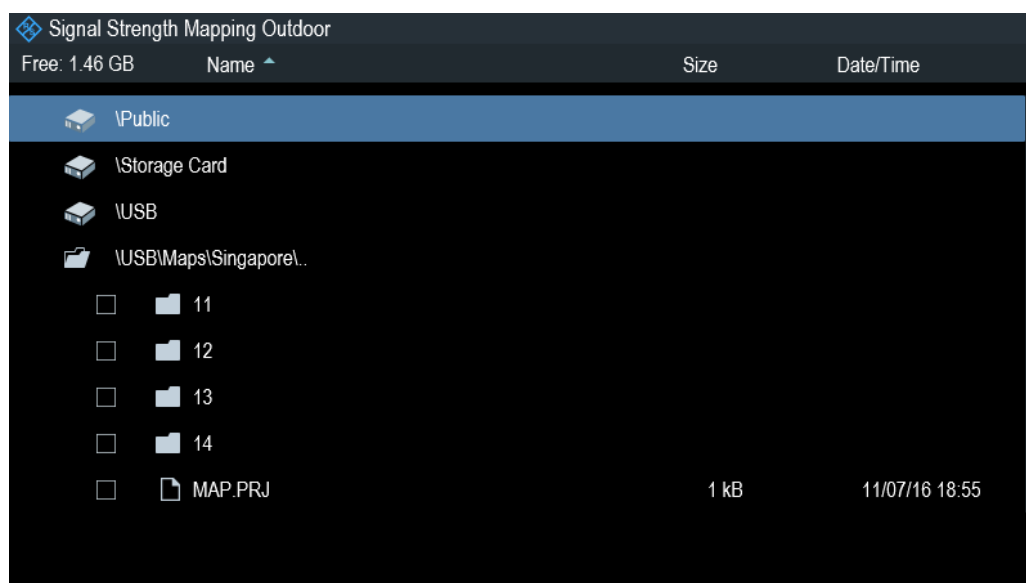 Signal Strength Mapping Outdoor
Free: 1.46 GB Name Size Date/Time
\Public
\Storage Card
\USB
\USB\Maps\Singapore\..
11
12
13
14
MAP.PRJ 1 kB 11/07/16 18:55